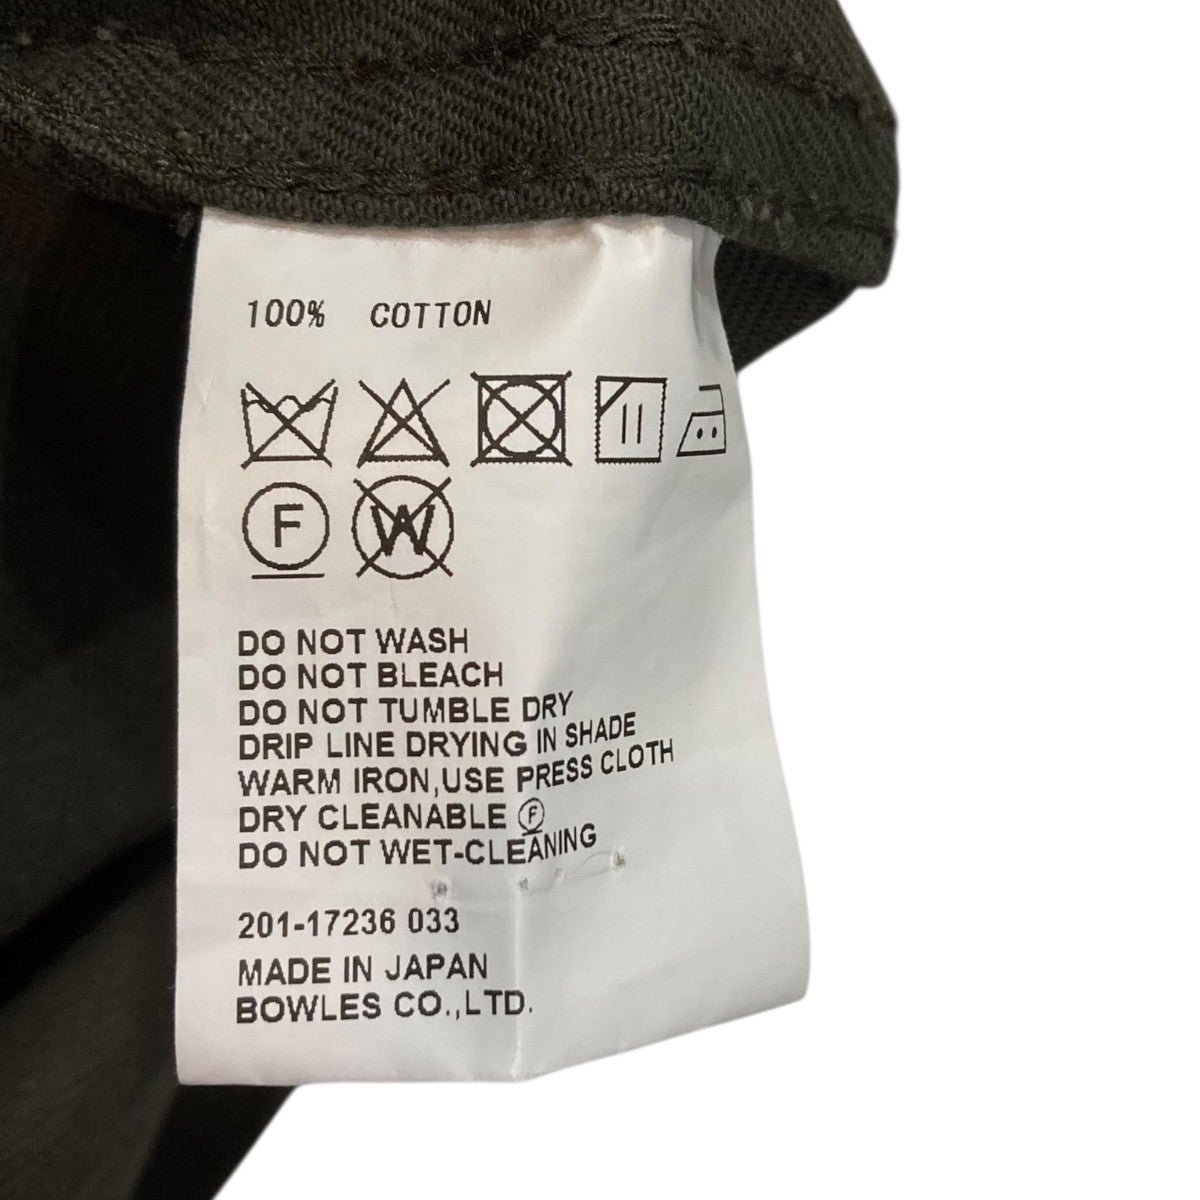 100% COTTON
F
W
DO NOT WASH
DO NOT BLEACH
DO NOT TUMBLE DRY
DRIP LINE DRYING IN SHADE
WARM IRON,USE PRESS CLOTH
DRY CLEANABLE Ⓕ
DO NOT WET-CLEANING
201-17236 033
MADE IN JAPAN
BOWLES CO.,LTD.